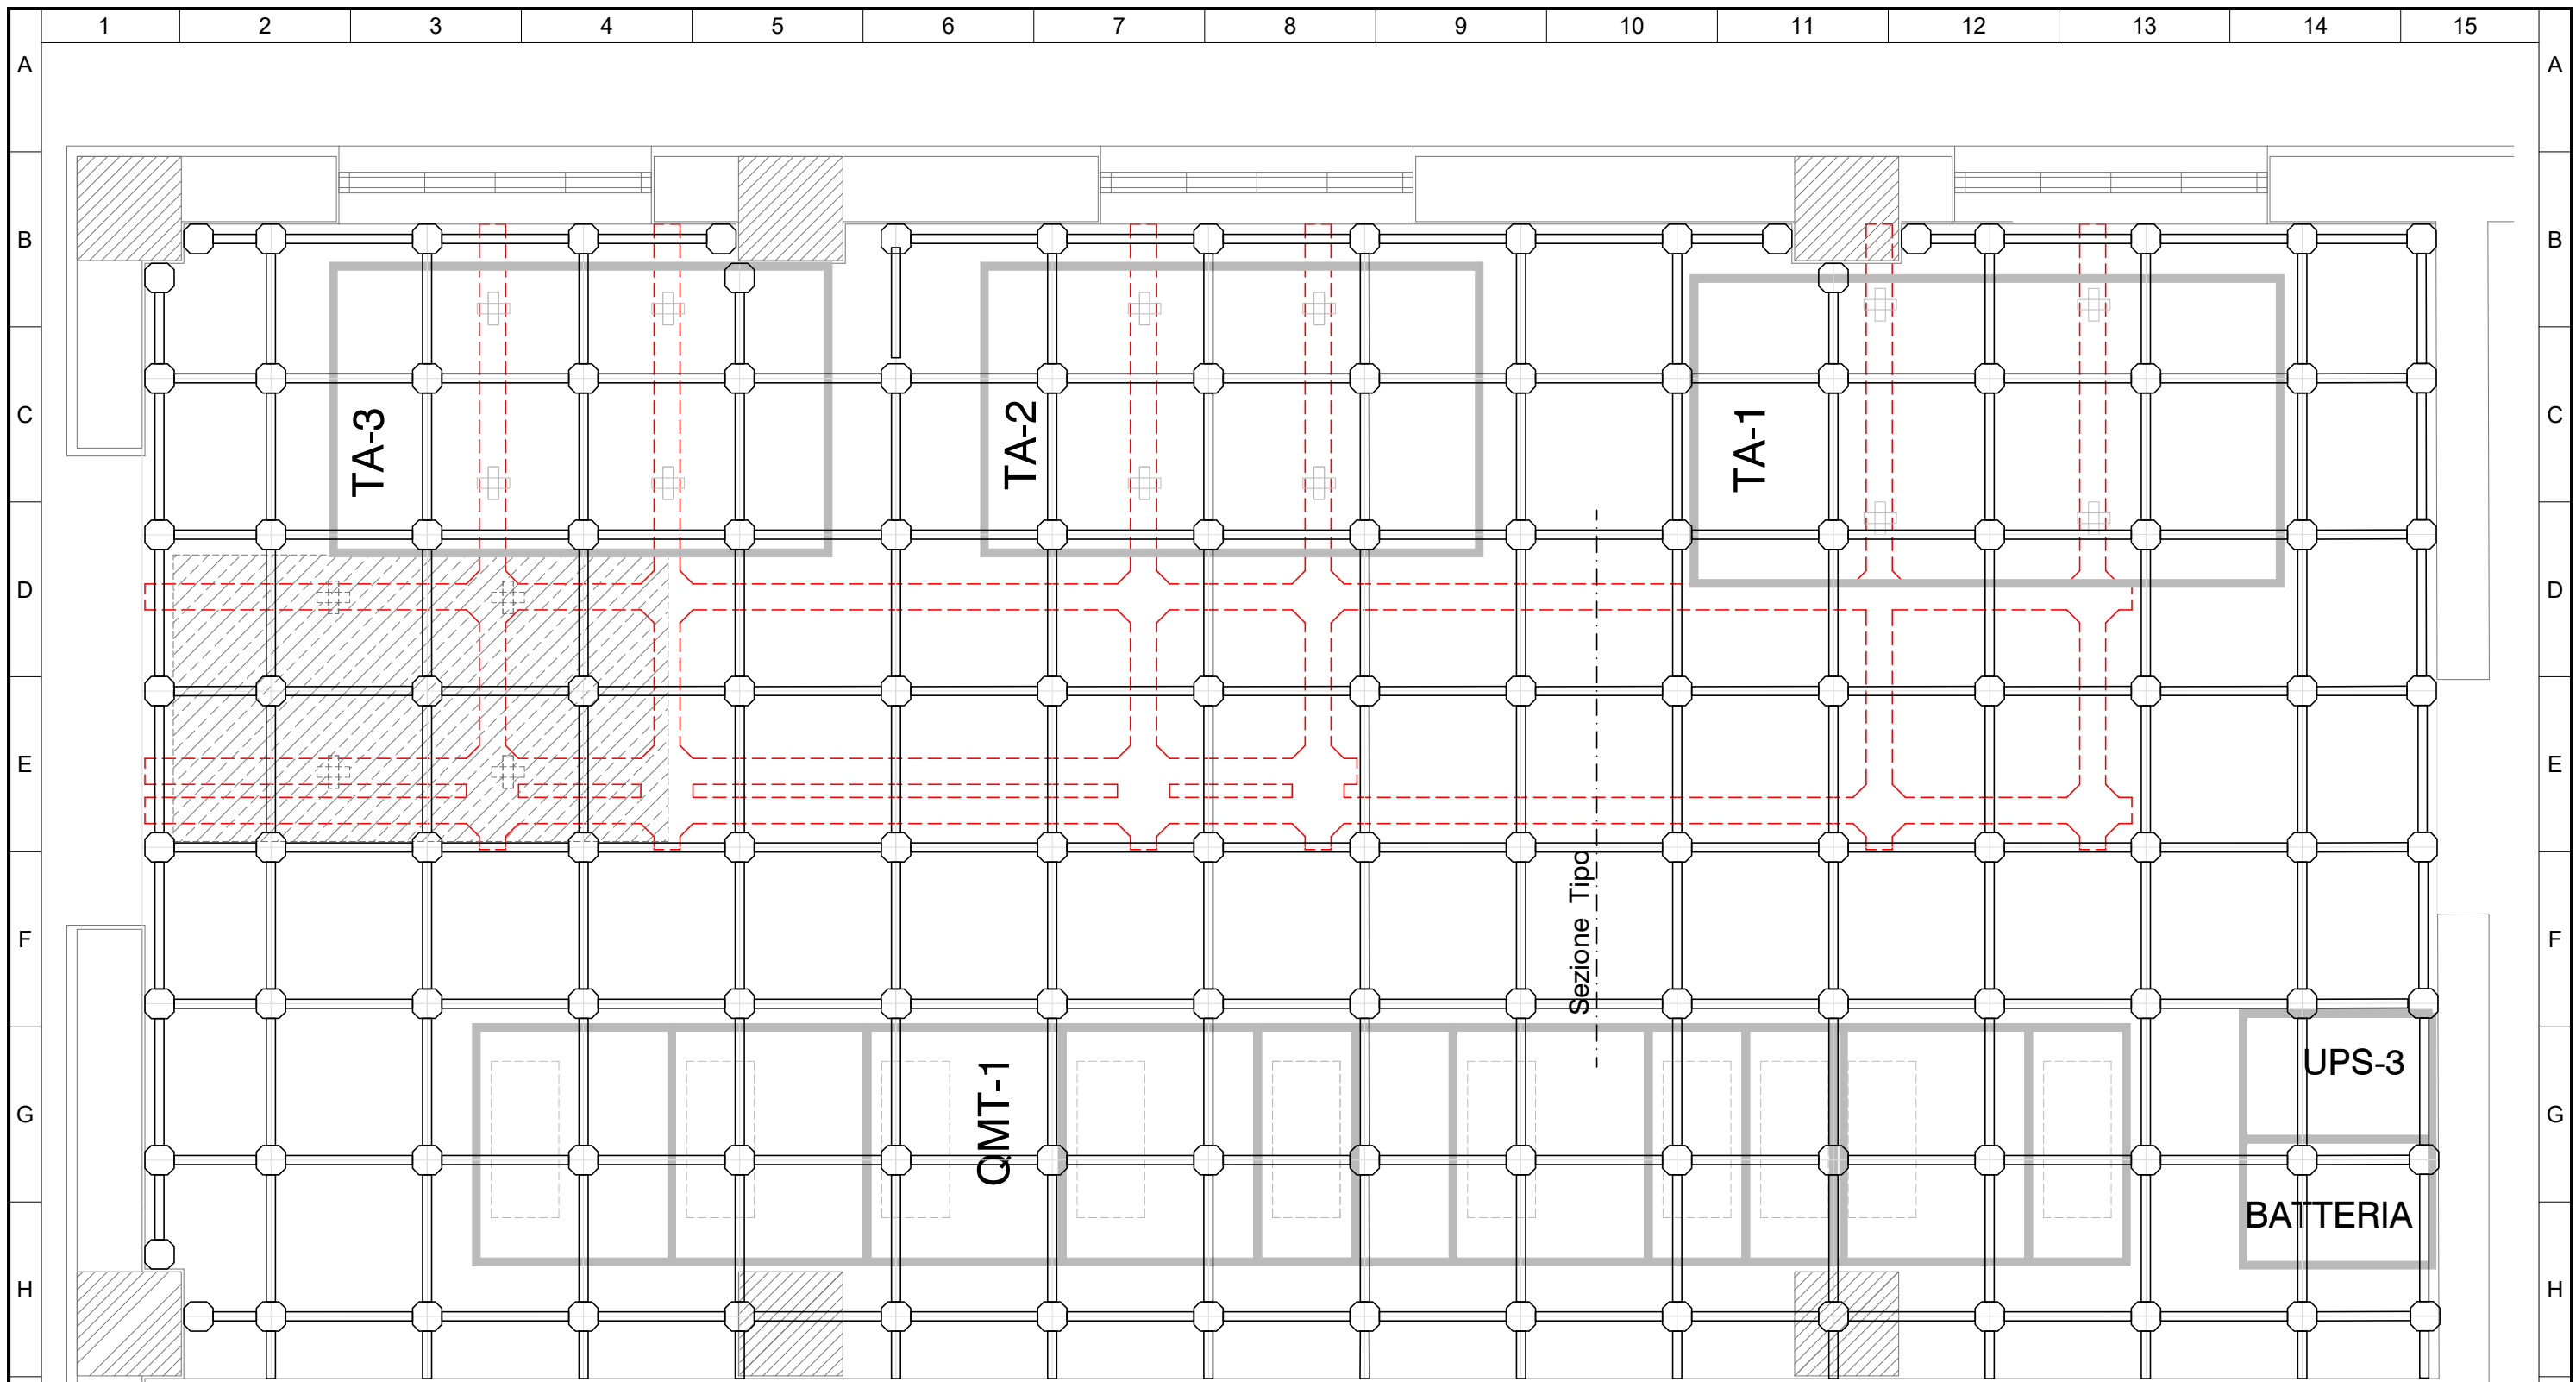 1 2 3 4 5 6 7 8 9 10 11 12 13 14 15
A A
B B
TA-3 TA-2 TA-1
C C
D D
E E
Sezione Tipo
F F
QMT-1
UPS-3
G G
BATTERIA
H H